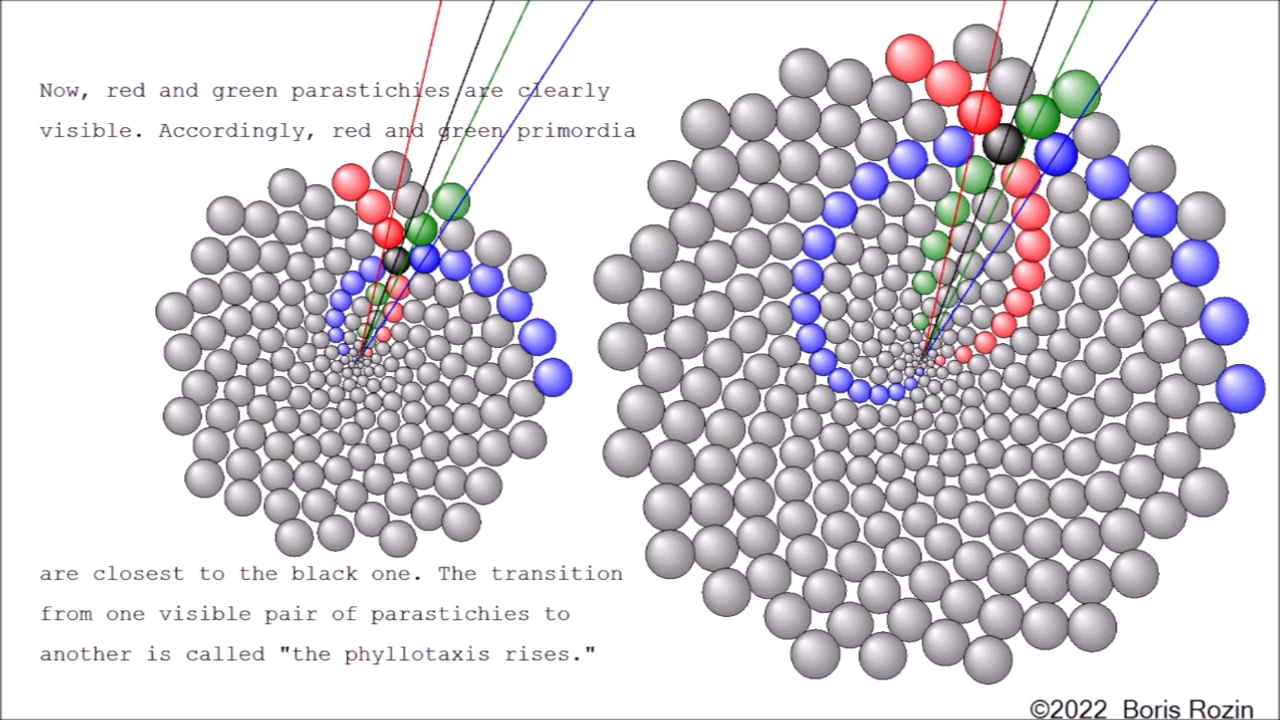 Now, red and green parastichies are clearly
visible. Accordingly, red and green primordia
are closest to the black one. The transition
from one visible pair of parastichies to
another is called "the phyllotaxis rises."
©2022 Boris Rozin